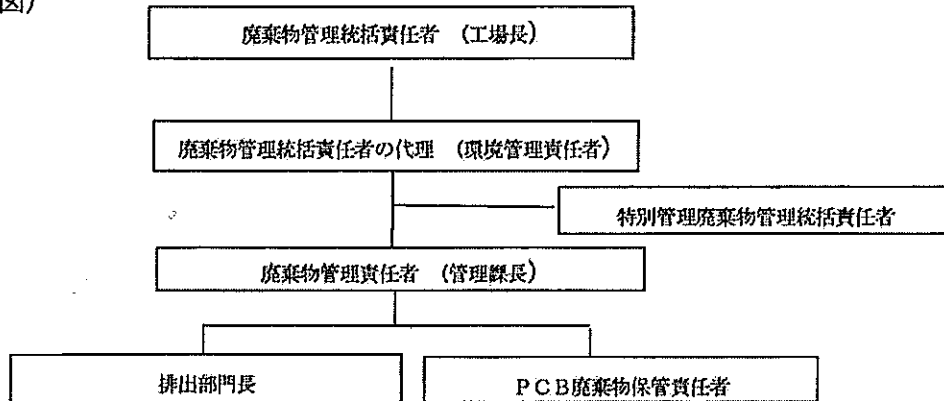 図)
廃棄物管理統括責任者 （工場長）
廃棄物管理統括責任者の代理 （環境管理責任者）
特別管理廃棄物管理統括責任者
廃棄物管理責任者 （管理課長）
排出部門長
ＰＣＢ廃棄物保管責任者